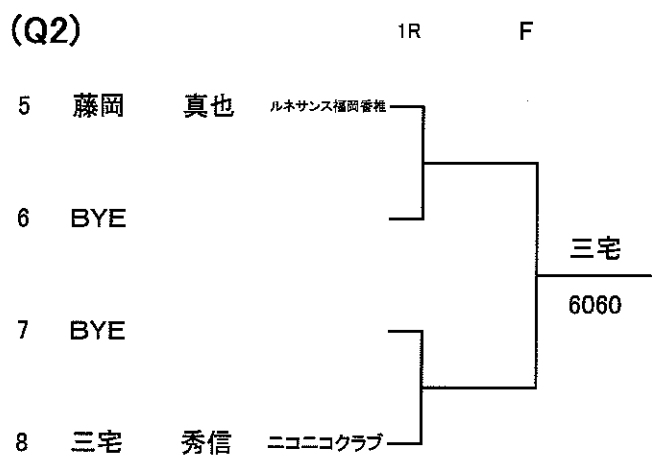 (Q2) 1R F
5 藤岡 真也 ルネサンス福岡香椎
6 BYE
三宅
6060
7 BYE
8 三宅 秀信 ニコニコクラブ